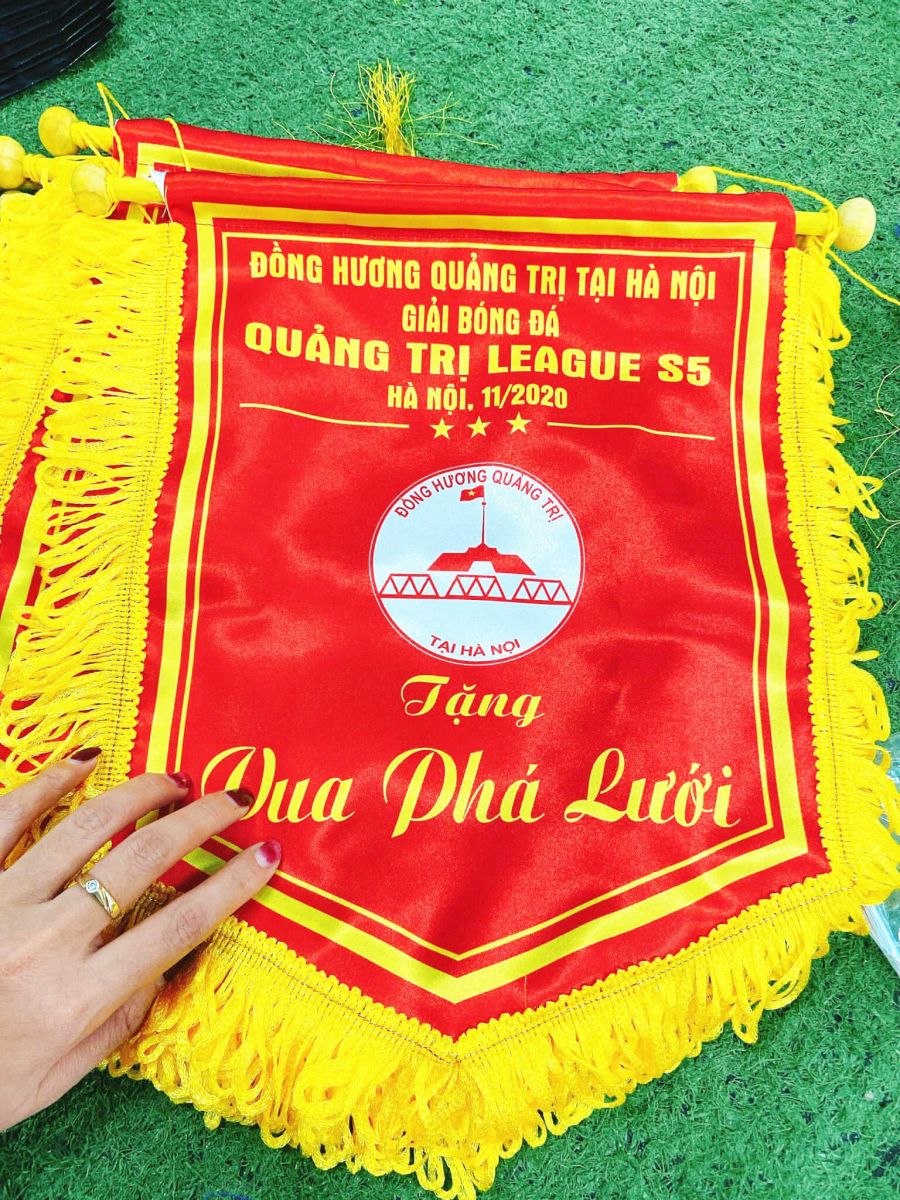 ĐỒNG HƯƠNG QUẢNG TRỊ TẠI HÀ NỘI
GIẢI BÓNG ĐÁ
QUẢNG TRỊ LEAGUE S5
HÀ NỘI, 11/2020
ĐỒNG HƯƠNG QUẢNG TRỊ
TẠI HÀ NỘI
Tặng
Vua Phá Lưới